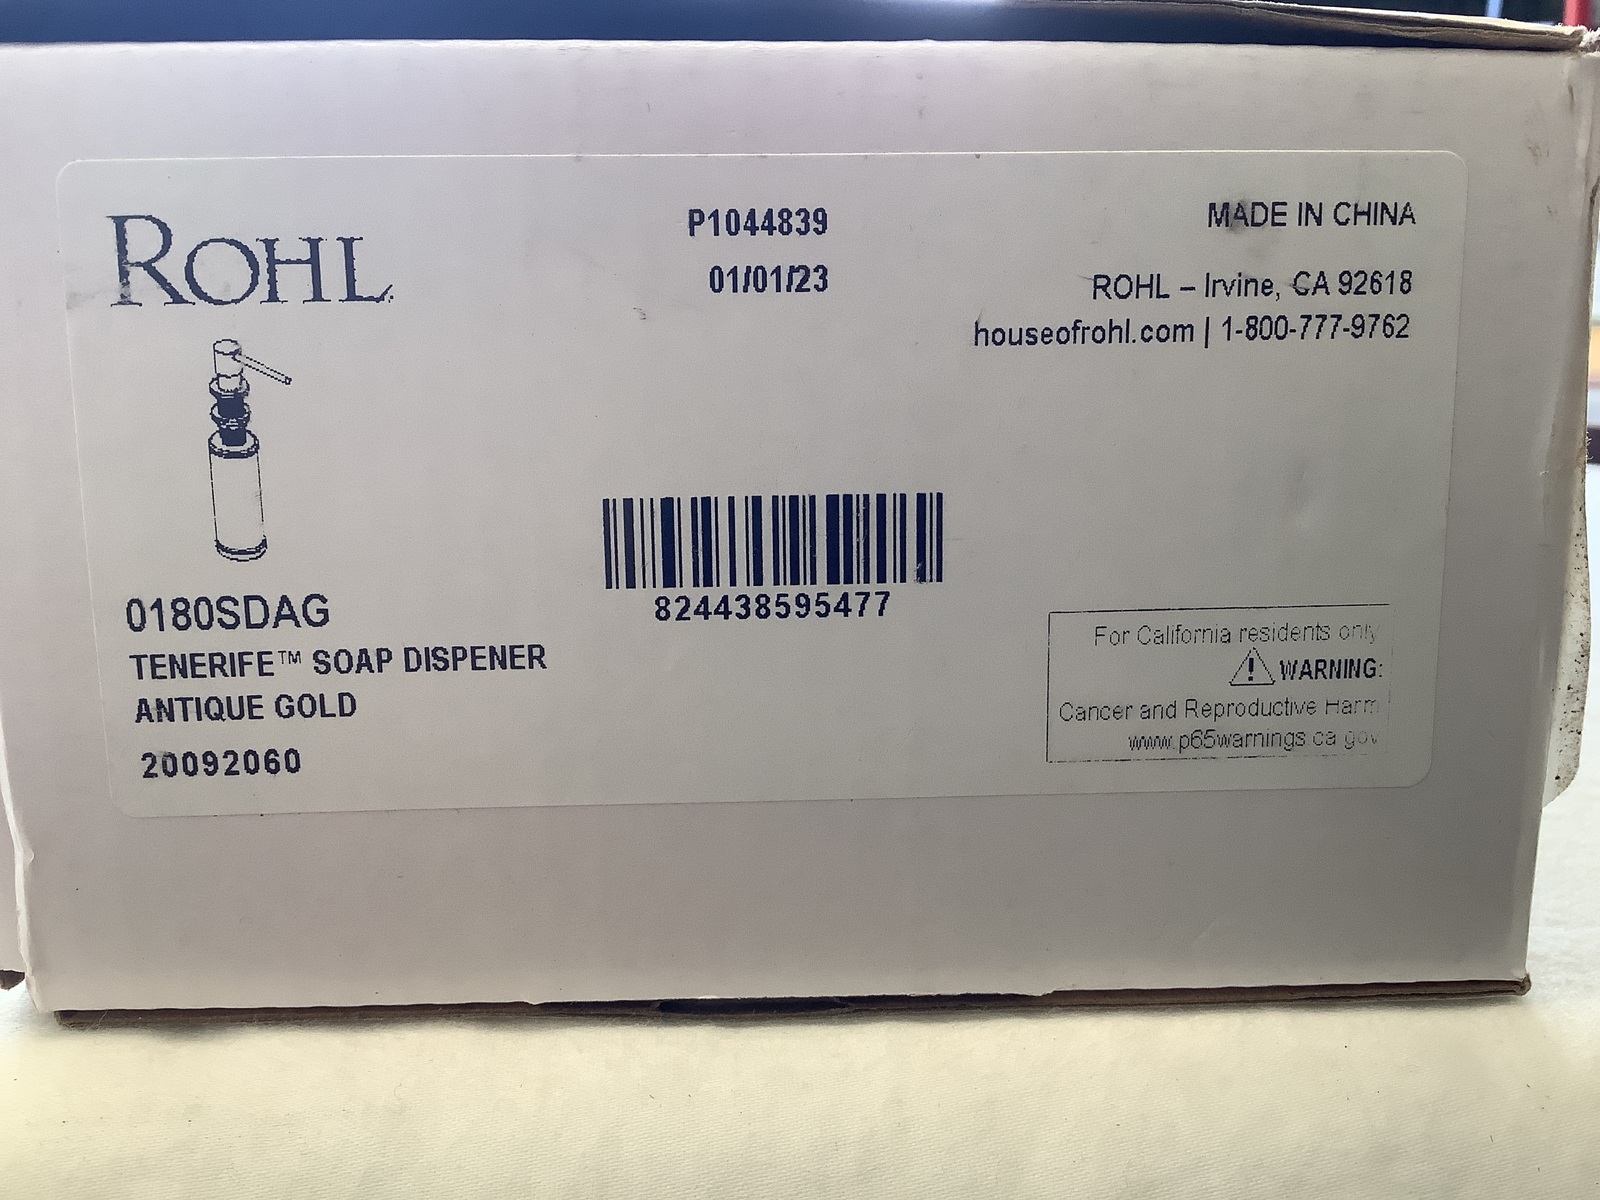 ROHL
P1044839
01/01/23
MADE IN CHINA
ROHL – Irvine, CA 92618
houseofrohl.com | 1-800-777-9762
824438595477
0180SDAG
TENERIFE™ SOAP DISPENER
ANTIQUE GOLD
20092060
For California residents only
WARNING:
Cancer and Reproductive Harm
www.p65warnings.ca.gov